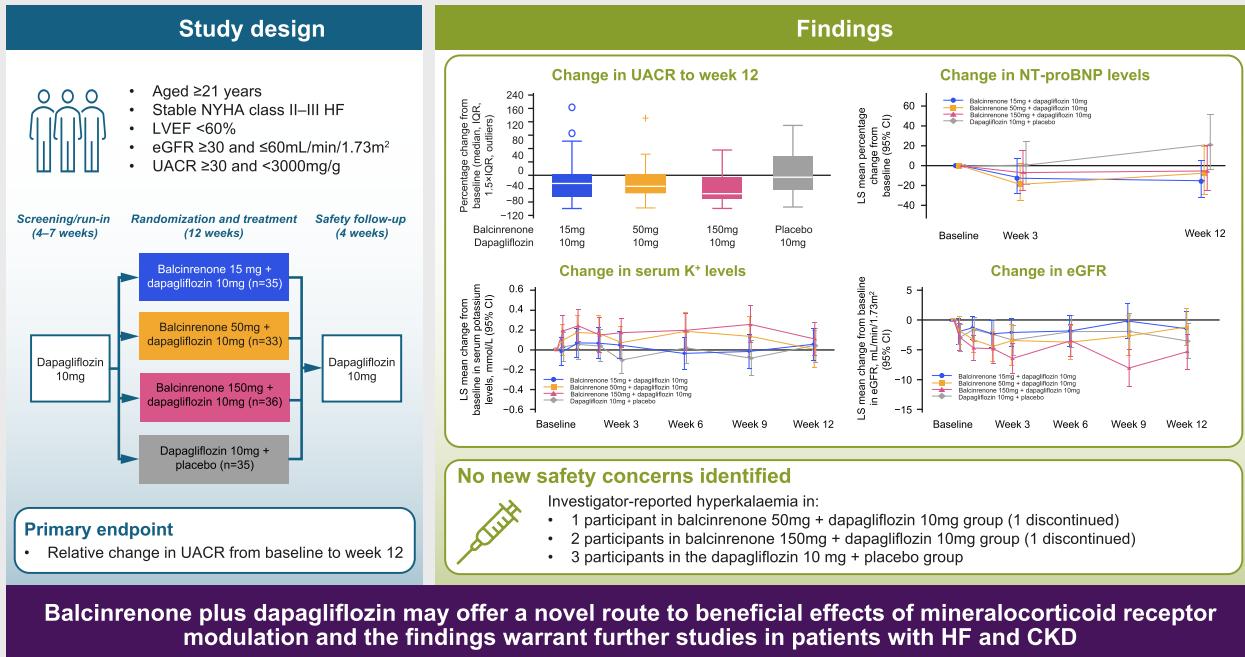 Study design
• Aged ≥21 years
• Stable NYHA class II–III HF
• LVEF <60%
• eGFR ≥30 and ≤60mL/min/1.73m²
• UACR ≥30 and <3000mg/g
Screening/run-in
(4–7 weeks)
Randomization and treatment
(12 weeks)
Safety follow-up
(4 weeks)
Dapagliflozin
10mg
Balcinrenone 15 mg +
dapagliflozin 10mg (n=35)
Balcinrenone 50mg +
dapagliflozin 10mg (n=33)
Balcinrenone 150mg +
dapagliflozin 10mg (n=36)
Dapagliflozin 10mg +
placebo (n=35)
Dapagliflozin
10mg
Primary endpoint
• Relative change in UACR from baseline to week 12
Findings
Change in UACR to week 12
Percentage change from
baseline (median, IQR,
1.5×IQR, outliers)
240
200
160
120
80
40
0
−40
−80
−120
Balcinrenone 15mg 50mg 150mg Placebo
Dapagliflozin 10mg 10mg 10mg 10mg
Change in NT-proBNP levels
LS mean percentage
change from
baseline (95% CI)
60
40
20
0
−20
−40
Balcinrenone 15mg + dapagliflozin 10mg
Balcinrenone 50mg + dapagliflozin 10mg
Balcinrenone 150mg + dapagliflozin 10mg
Dapagliflozin 10mg + placebo
Baseline Week 3 Week 12
Change in serum K⁺ levels
LS mean change from
baseline in serum potassium
levels, mmol/L (95% CI)
0.6
0.4
0.2
0
−0.2
−0.4
−0.6
Balcinrenone 15mg + dapagliflozin 10mg
Balcinrenone 50mg + dapagliflozin 10mg
Balcinrenone 150mg + dapagliflozin 10mg
Dapagliflozin 10mg + placebo
Baseline Week 3 Week 6 Week 9 Week 12
Change in eGFR
LS mean change from baseline
in eGFR, mL/min/1.73m²
(95% CI)
5
0
−5
−10
−15
Balcinrenone 15mg + dapagliflozin 10mg
Balcinrenone 50mg + dapagliflozin 10mg
Balcinrenone 150mg + dapagliflozin 10mg
Dapagliflozin 10mg + placebo
Baseline Week 3 Week 6 Week 9 Week 12
No new safety concerns identified
Investigator-reported hyperkalaemia in:
• 1 participant in balcinrenone 50mg + dapagliflozin 10mg group (1 discontinued)
• 2 participants in balcinrenone 150mg + dapagliflozin 10mg group (1 discontinued)
• 3 participants in the dapagliflozin 10 mg + placebo group
Balcinrenone plus dapagliflozin may offer a novel route to beneficial effects of mineralocorticoid receptor
modulation and the findings warrant further studies in patients with HF and CKD